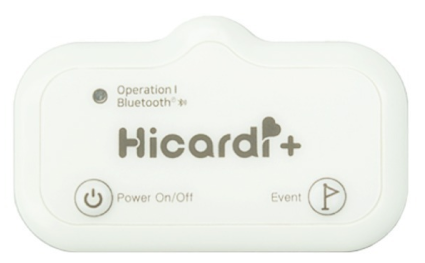 Operation I
Bluetooth®
Hicardi+
Power On/Off
Event